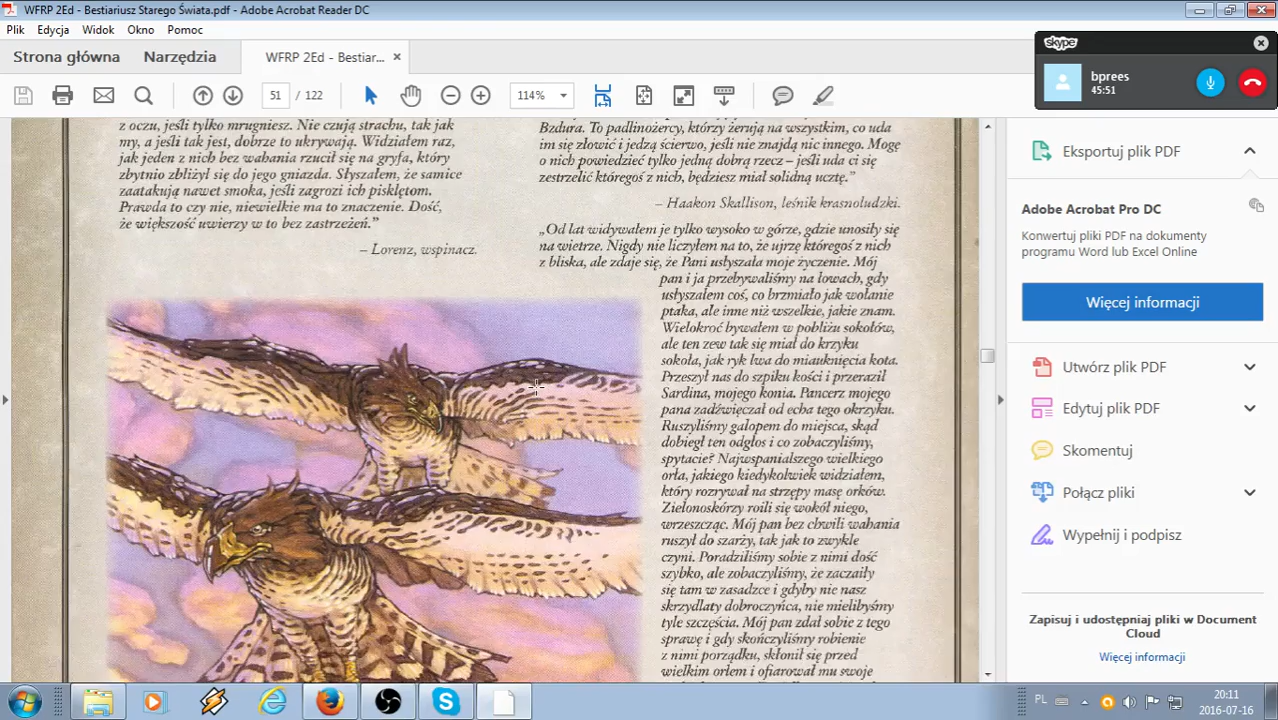 WFRP 2Ed - Bestiariusz Starego Świata.pdf - Adobe Acrobat Reader DC
Plik Edycja Widok Okno Pomoc
Strona główna Narzędzia WFRP 2Ed - Bestiar... ×
51 / 122 114%
skype
bprees
45:51
z oczu, jeśli tylko mrugniesz. Nie czują strachu, tak jak
my, a jeśli tak jest, dobrze to ukrywają. Widziałem raz,
jak jeden z nich bez wahania rzucił się na gryfa, który
zbytnio zbliżył się do jego gniazda. Słyszałem, że samice
zaatakują nawet smoka, jeśli zagrozi ich pisklętom.
Prawda to czy nie, niewielkie ma to znaczenie. Dość,
że większość uwierzy w to bez zastrzeżeń.”
– Lorenz, wspinacz.
Bzdura. To padlinożercy, którzy żerują na wszystkim, co uda
im się złowić i jedzą ścierwo, jeśli nie znajdą nic innego. Mogę
o nich powiedzieć tylko jedną dobrą rzecz – jeśli uda ci się
zestrzelić któregoś z nich, będziesz miał solidną ucztę.”
– Haakon Skallison, leśnik krasnoludzki.
„Od lat widywałem je tylko wysoko w górze, gdzie unosiły się
na wietrze. Nigdy nie liczyłem na to, że ujrzę któregoś z nich
z bliska, ale zdaje się, że Pani usłyszała moje życzenie. Mój
pan i ja przebywaliśmy na łowach, gdy
usłyszałem coś, co brzmiało jak wołanie
ptaka, ale inne niż wszelkie, jakie znam.
Wielokroć bywałem w pobliżu sokołów,
ale ten zew tak się miał do krzyku
sokoła, jak ryk lwa do miauknięcia kota.
Przeszył nas do szpiku kości i przeraził
Sardina, mojego konia. Pancerz mojego
pana zadźwięczał od echa tego okrzyku.
Ruszyliśmy galopem do miejsca, skąd
dobiegł ten odgłos i co zobaczyliśmy,
spytacie? Najwspanialszego wielkiego
orła, jakiego kiedykolwiek widziałem,
który rozrywał na strzępy masę orków.
Zielonoskórzy roili się wokół niego,
wrzeszcząc. Mój pan bez chwili wahania
ruszył do szarży, tak jak to zwykle
czyni. Poradziliśmy sobie z nimi dość
szybko, ale zobaczyliśmy, że zaczaiły
się tam w zasadzce i gdyby nie nasz
skrzydlaty dobroczyńca, nie mielibyśmy
tyle szczęścia. Mój pan zdał sobie z tego
sprawę i gdy skończyliśmy robienie
z nimi porządku, skłonił się przed
wielkim orłem i ofiarował mu swoje
Eksportuj plik PDF
Adobe Acrobat Pro DC
Konwertuj pliki PDF na dokumenty
programu Word lub Excel Online
Więcej informacji
Utwórz plik PDF
Edytuj plik PDF
Skomentuj
Połącz pliki
Wypełnij i podpisz
Zapisuj i udostępniaj pliki w Document
Cloud
Więcej informacji
PL 20:11
2016-07-16